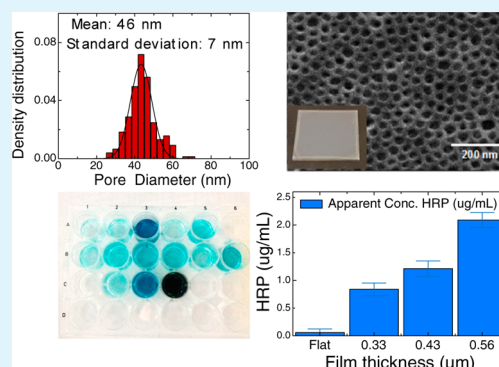 Mean: 46 nm
Standard deviation: 7 nm
Density distribution
0.08
0.04
0.00
0 20 40 60 80 100
Pore Diameter (nm)
200 nm
1 2 3 4 5 6
A
B
C
D
Apparent Conc. HRP (ug/mL)
HRP (ug/mL)
2.5
2.0
1.5
1.0
0.5
0.0
Flat 0.33 0.43 0.56
Film thickness (um)